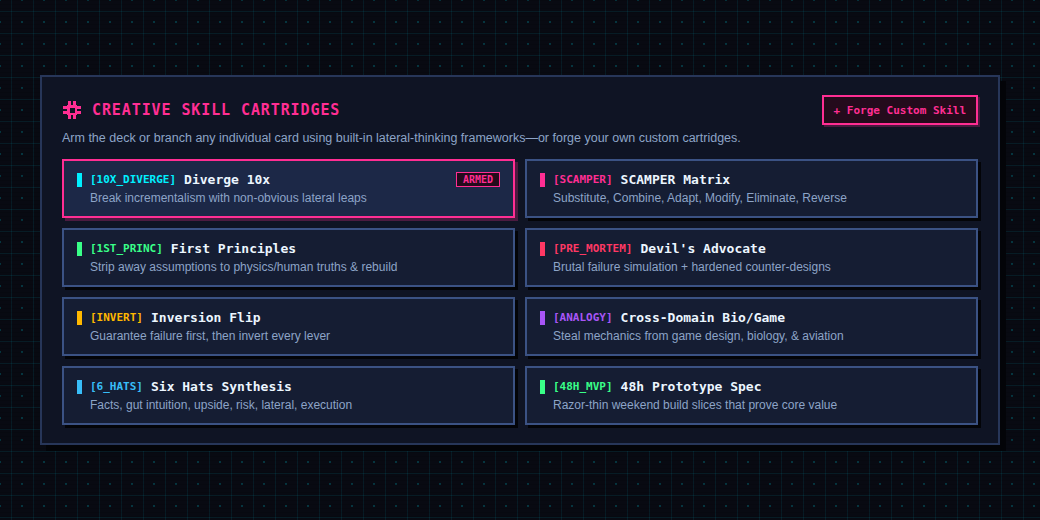 CREATIVE SKILL CARTRIDGES
+ Forge Custom Skill
Arm the deck or branch any individual card using built-in lateral-thinking frameworks—or forge your own custom cartridges.
[10X_DIVERGE] Diverge 10x ARMED
Break incrementalism with non-obvious lateral leaps
[SCAMPER] SCAMPER Matrix
Substitute, Combine, Adapt, Modify, Eliminate, Reverse
[1ST_PRINC] First Principles
Strip away assumptions to physics/human truths & rebuild
[PRE_MORTEM] Devil's Advocate
Brutal failure simulation + hardened counter-designs
[INVERT] Inversion Flip
Guarantee failure first, then invert every lever
[ANALOGY] Cross-Domain Bio/Game
Steal mechanics from game design, biology, & aviation
[6_HATS] Six Hats Synthesis
Facts, gut intuition, upside, risk, lateral, execution
[48H_MVP] 48h Prototype Spec
Razor-thin weekend build slices that prove core value